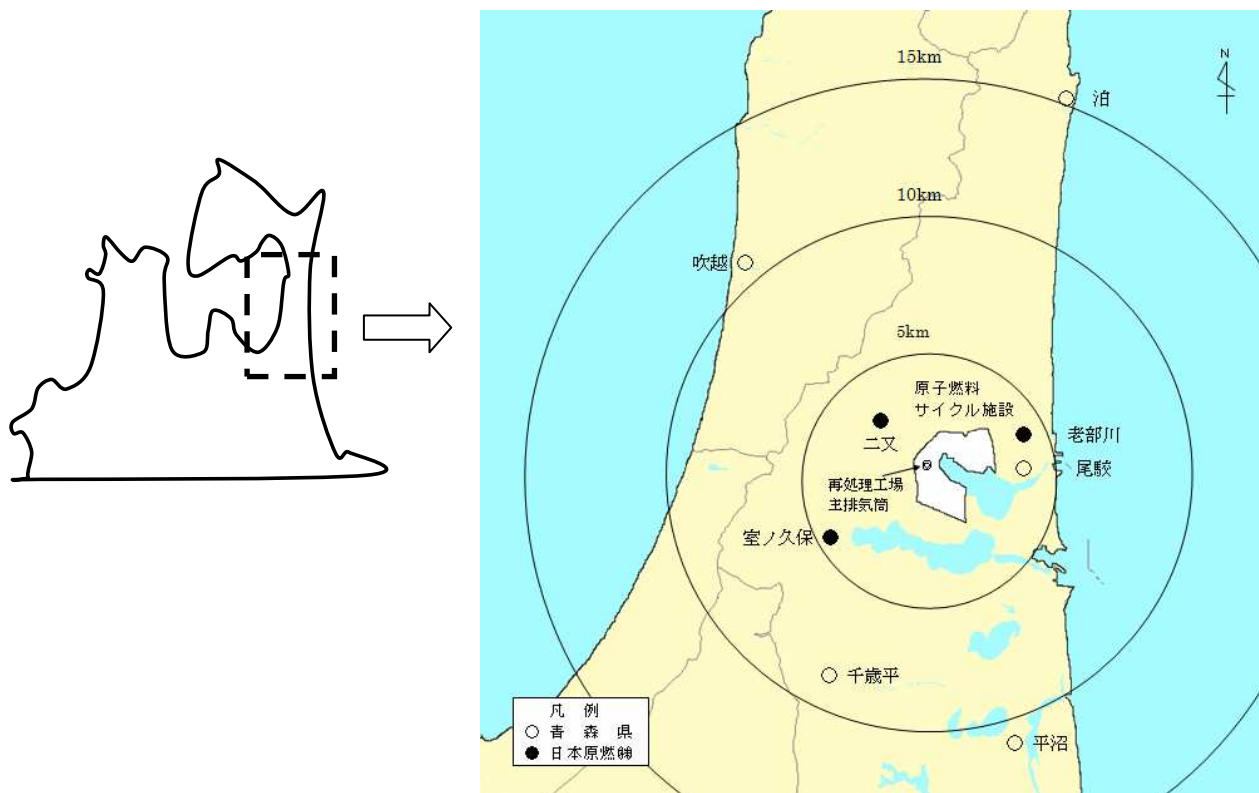 15km
N
泊
10km
吹越
5km
原子燃料
サイクル施設
二又
老部川
尾駮
再処理工場
主排気筒
室ノ久保
千歳平
平沼
凡 例
○ 青 森 県
● 日本原燃㈱